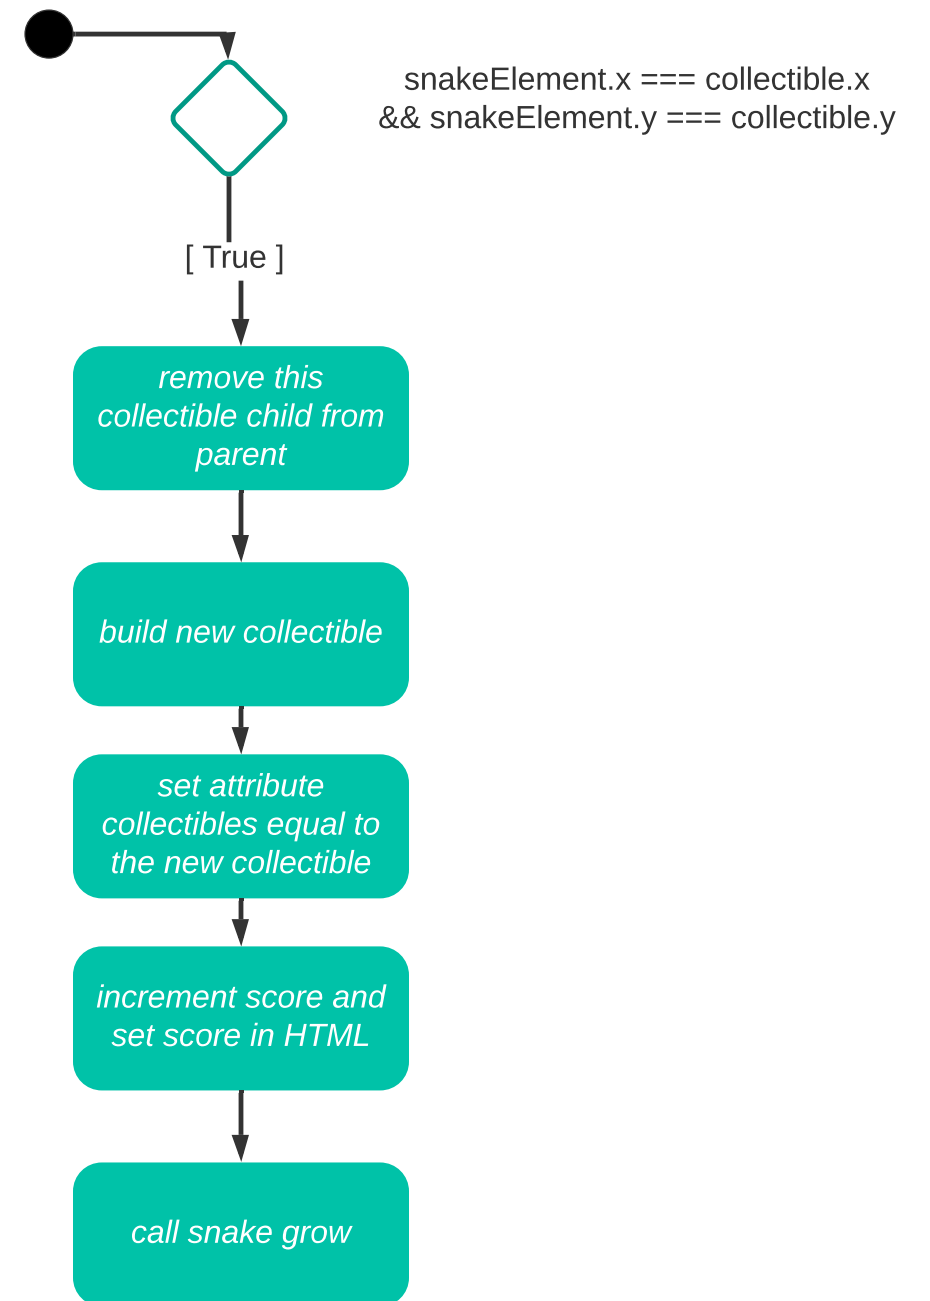 snakeElement.x === collectible.x
&& snakeElement.y === collectible.y
[ True ]
remove this
collectible child from
parent
build new collectible
set attribute
collectibles equal to
the new collectible
increment score and
set score in HTML
call snake grow